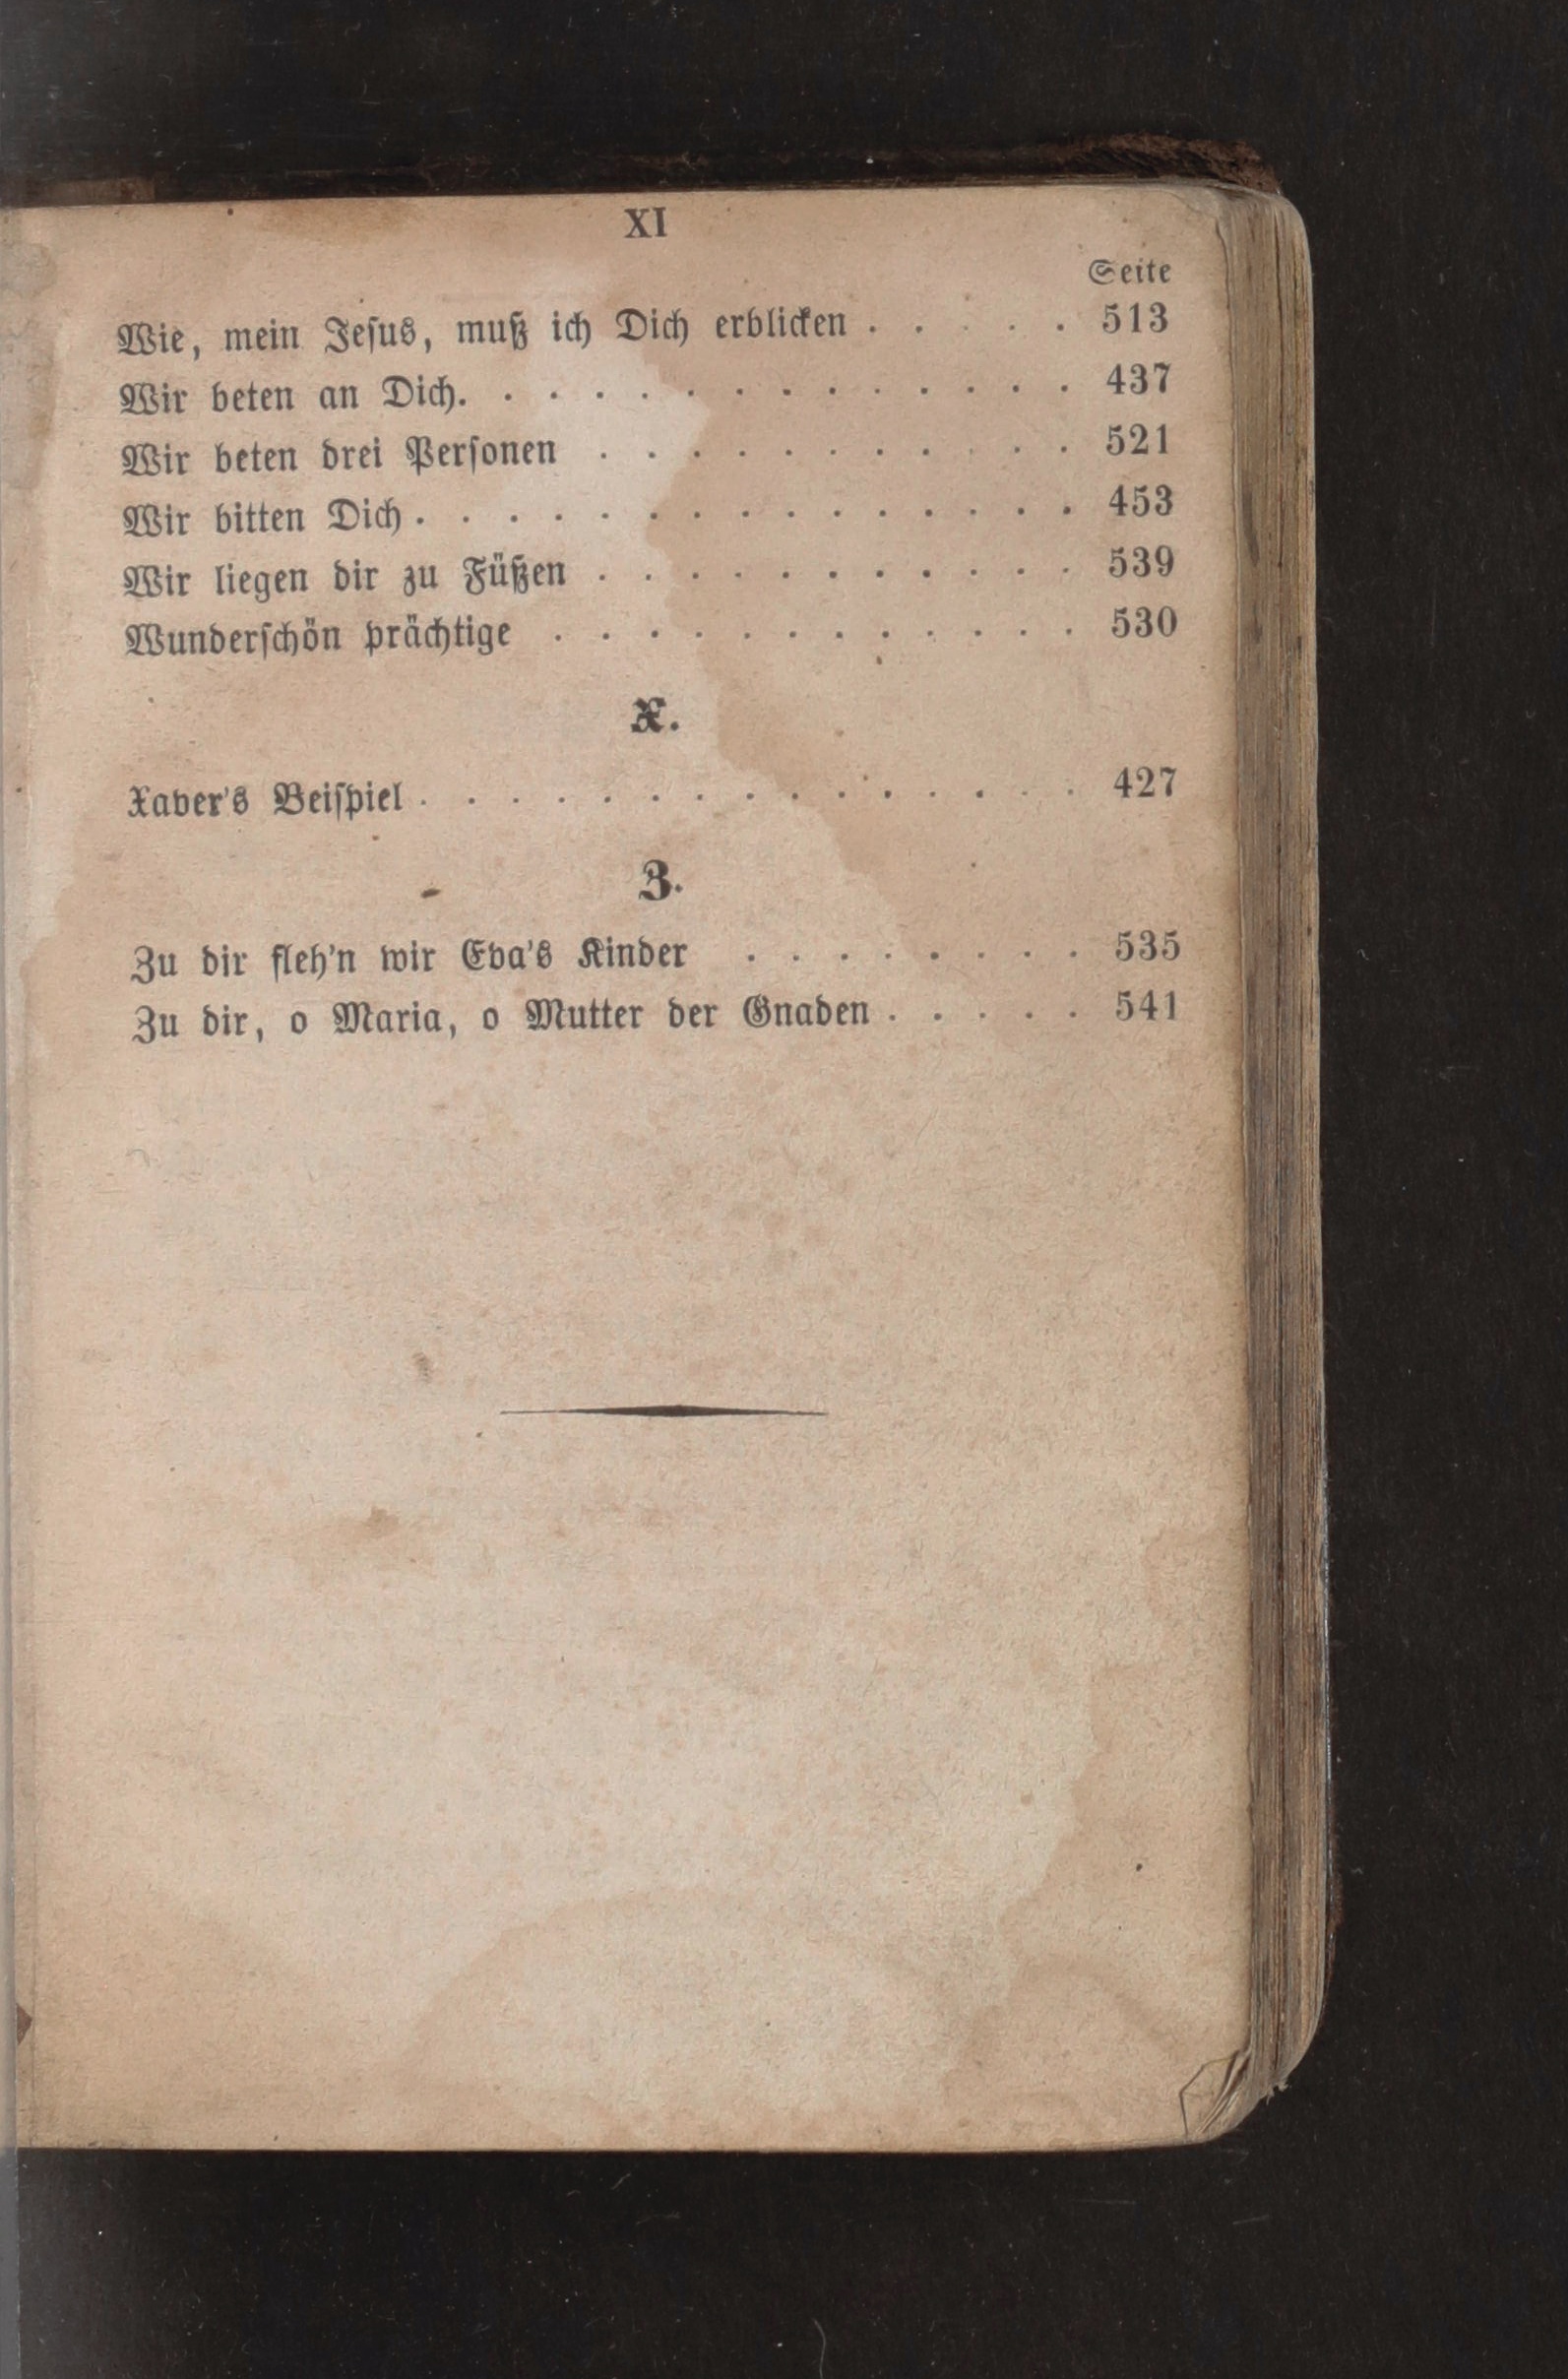 XI
Seite
Wie, mein Jesus, muß ich Dich erblicken . . . . . 513
Wir beten an Dich. . . . . . . . . . . . . . 437
Wir beten drei Personen . . . . . . . . . . . 521
Wir bitten Dich . . . . . . . . . . . . . . . 453
Wir liegen dir zu Füßen . . . . . . . . . . . 539
Wunderschön prächtige . . . . . . . . . . . . 530
X.
Xaver's Beispiel . . . . . . . . . . . . . . . 427
Z.
Zu dir fleh'n wir Eva's Kinder . . . . . . . . 535
Zu dir, o Maria, o Mutter der Gnaden . . . . . 541